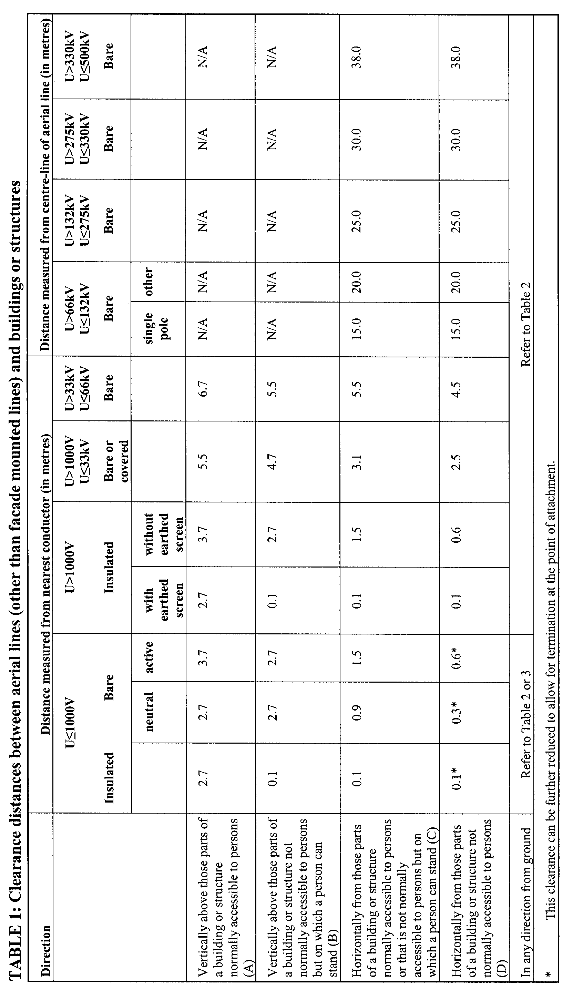 TABLE 1: Clearance distances between aerial lines (other than facade mounted lines) and buildings or structures
Direction
Distance measured from nearest conductor (in metres)
Distance measured from centre-line of aerial line (in metres)
U≤1000V
U>1000V
U>1000V
U≤33kV
U>33kV
U≤66kV
U>66kV
U≤132kV
U>132kV
U≤275kV
U>275kV
U≤330kV
U>330kV
U≤500kV
Insulated
Bare
Insulated
Bare or
covered
Bare
Bare
Bare
Bare
Bare
neutral
active
with
earthed
screen
without
earthed
screen
single
pole
other
Vertically above those parts of
a building or structure
normally accessible to persons
(A)
2.7
2.7
3.7
2.7
3.7
5.5
6.7
N/A
N/A
N/A
N/A
N/A
Vertically above those parts of
a building or structure not
normally accessible to persons
but on which a person can
stand (B)
0.1
2.7
2.7
0.1
2.7
4.7
5.5
N/A
N/A
N/A
N/A
N/A
Horizontally from those parts
of a building or structure
normally accessible to persons
or that is not normally
accessible to persons but on
which a person can stand (C)
0.1
0.9
1.5
0.1
1.5
3.1
5.5
15.0
20.0
25.0
30.0
38.0
Horizontally from those parts
of a building or structure not
normally accessible to persons
(D)
0.1*
0.3*
0.6*
0.1
0.6
2.5
4.5
15.0
20.0
25.0
30.0
38.0
In any direction from ground
Refer to Table 2 or 3
Refer to Table 2
* This clearance can be further reduced to allow for termination at the point of attachment.